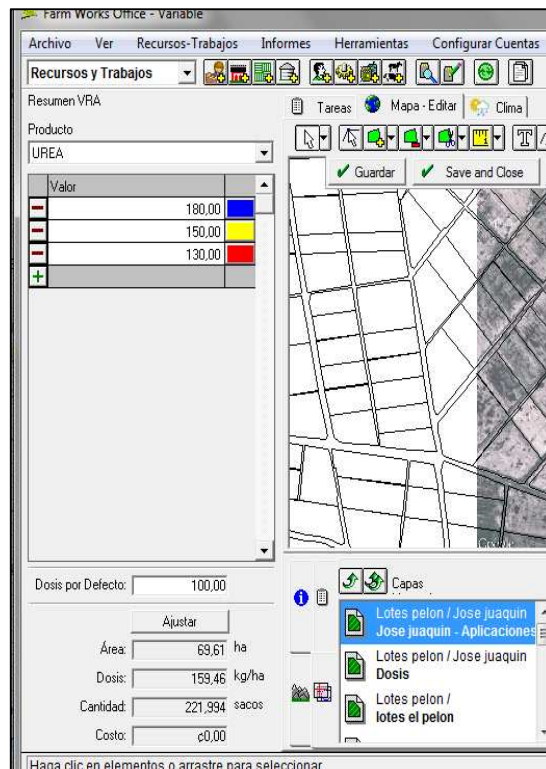 Farm Works Office - Variable
Archivo Ver Recursos-Trabajos Informes Herramientas Configurar Cuentas
Recursos y Trabajos
Resumen VRA
Tareas Mapa - Editar Clima
Producto
UREA
Guardar Save and Close
Valor
180,00
150,00
130,00
Dosis por Defecto: 100,00
Ajustar
Área: 69,61 ha
Dosis: 159,46 kg/ha
Cantidad: 221,994 sacos
Costo: ¢0,00
Capas
Lotes pelon / Jose juaquin
Jose juaquin - Aplicaciones
Lotes pelon / Jose juaquin
Dosis
Lotes pelon /
lotes el pelon
Haga clic en elementos o arrastre para seleccionar